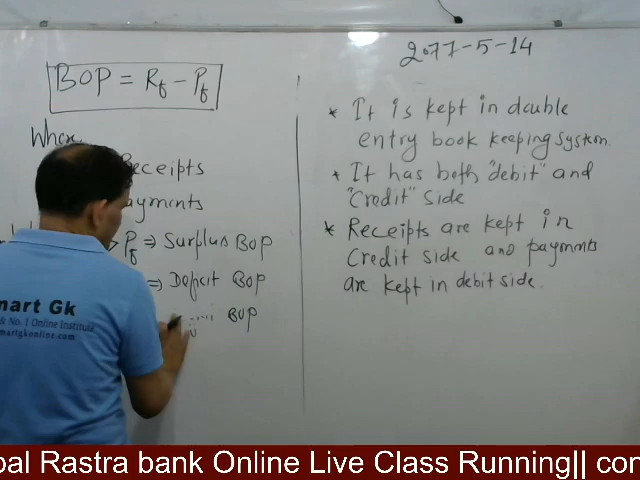 2077-5-14
BOP = Rf - Pf
Where
Receipts
Payments
> Pf => Surplus BOP
=> Deficit BOP
BOP
* It is kept in double
entry book keeping system.
* It has both "debit" and
"Credit" side
* Receipts are kept in
Credit side and payments
are kept in debit side.
mart Gk
& No. 1 Online Institute
martgkonline.com
bal Rastra bank Online Live Class Running|| con